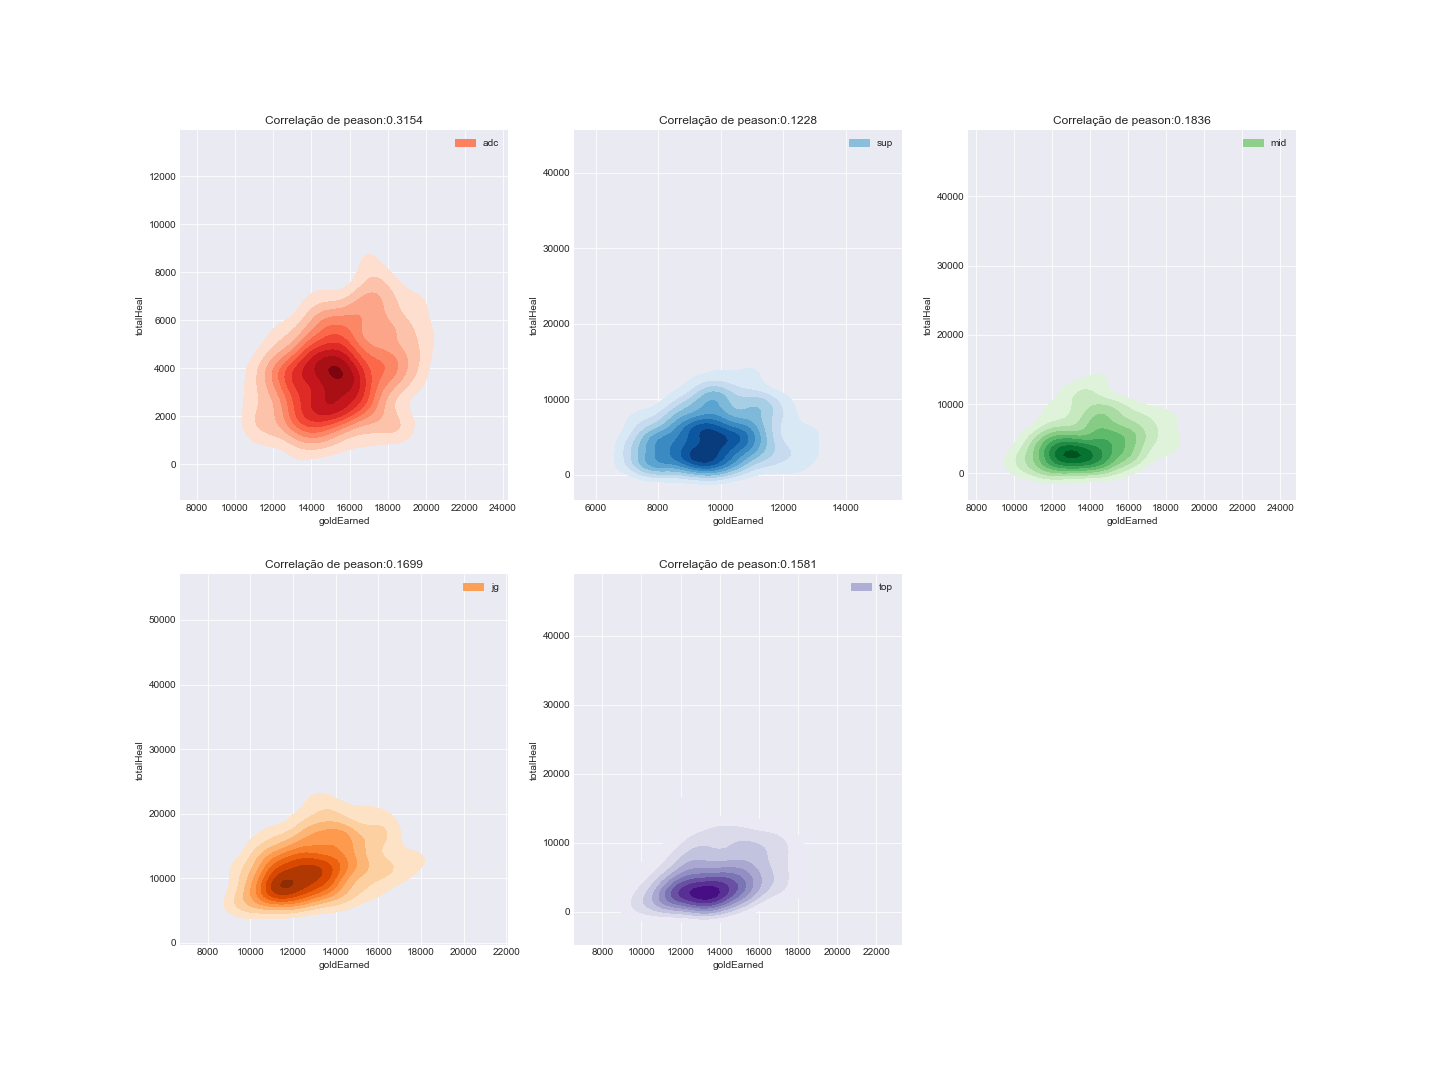 Correlação de peason:0.3154
adc
12000
10000
8000
6000
4000
2000
0
totalHeal
8000 10000 12000 14000 16000 18000 20000 22000 24000
goldEarned
Correlação de peason:0.1228
sup
40000
30000
20000
10000
0
totalHeal
6000 8000 10000 12000 14000
goldEarned
Correlação de peason:0.1836
mid
40000
30000
20000
10000
0
totalHeal
8000 10000 12000 14000 16000 18000 20000 22000 24000
goldEarned
Correlação de peason:0.1699
jg
50000
40000
30000
20000
10000
0
totalHeal
8000 10000 12000 14000 16000 18000 20000 22000
goldEarned
Correlação de peason:0.1581
top
40000
30000
20000
10000
0
totalHeal
8000 10000 12000 14000 16000 18000 20000 22000
goldEarned